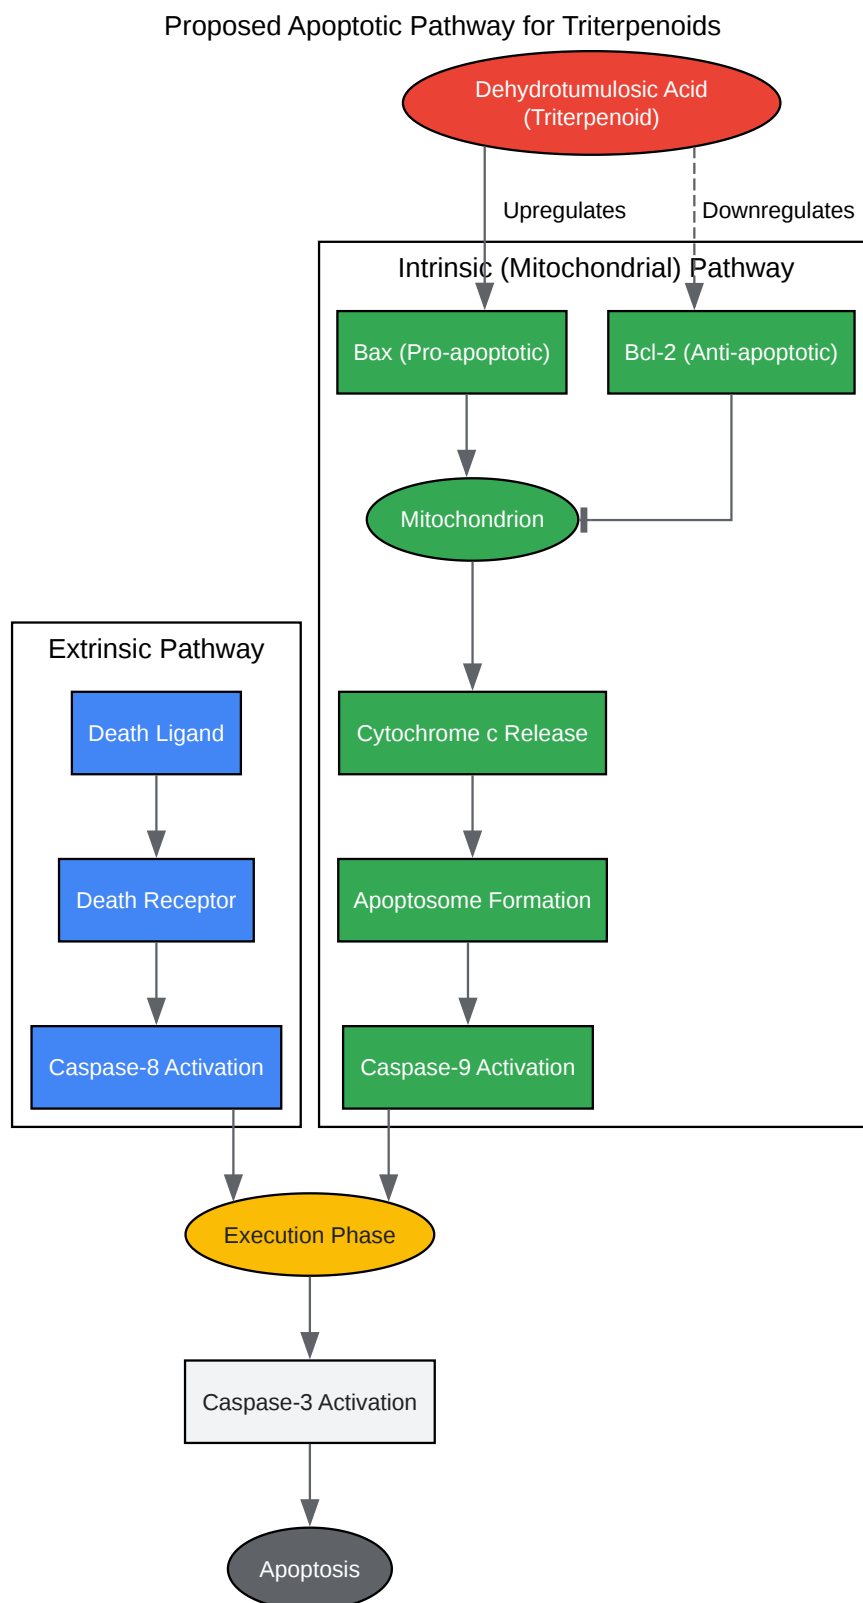 Proposed Apoptotic Pathway for Triterpenoids
Dehydrotumulosic Acid
(Triterpenoid)
Upregulates
Downregulates
Intrinsic (Mitochondrial) Pathway
Bax (Pro-apoptotic)
Bcl-2 (Anti-apoptotic)
Mitochondrion
Extrinsic Pathway
Death Ligand
Cytochrome c Release
Death Receptor
Apoptosome Formation
Caspase-8 Activation
Caspase-9 Activation
Execution Phase
Caspase-3 Activation
Apoptosis